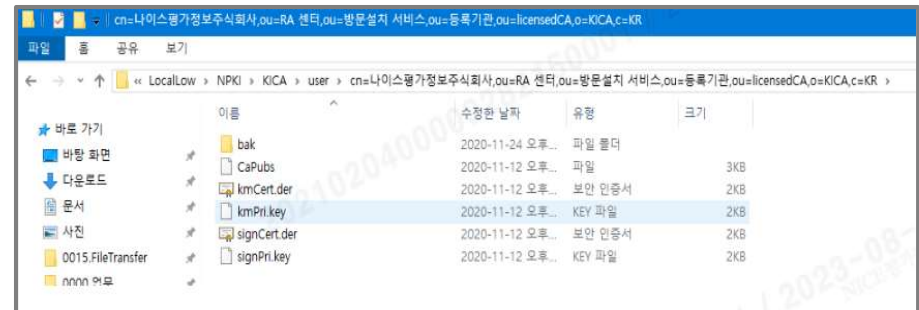 cn=나이스평가정보주식회사,ou=RA 센터,ou=방문설치 서비스,ou=등록기관,ou=licensedCA,o=KICA,c=KR
파일 홈 공유 보기
« LocalLow › NPKI › KICA › user › cn=나이스평가정보주식회사,ou=RA 센터,ou=방문설치 서비스,ou=등록기관,ou=licensedCA,o=KICA,c=KR ›
이름 수정한 날짜 유형 크기
바로 가기
바탕 화면
다운로드
문서
사진
0015.FileTransfer
0000 업무
bak 2020-11-24 오후... 파일 폴더
CaPubs 2020-11-12 오후... 파일 3KB
kmCert.der 2020-11-12 오후... 보안 인증서 2KB
kmPri.key 2020-11-12 오후... KEY 파일 2KB
signCert.der 2020-11-12 오후... 보안 인증서 2KB
signPri.key 2020-11-12 오후... KEY 파일 2KB
/ 2023-08-